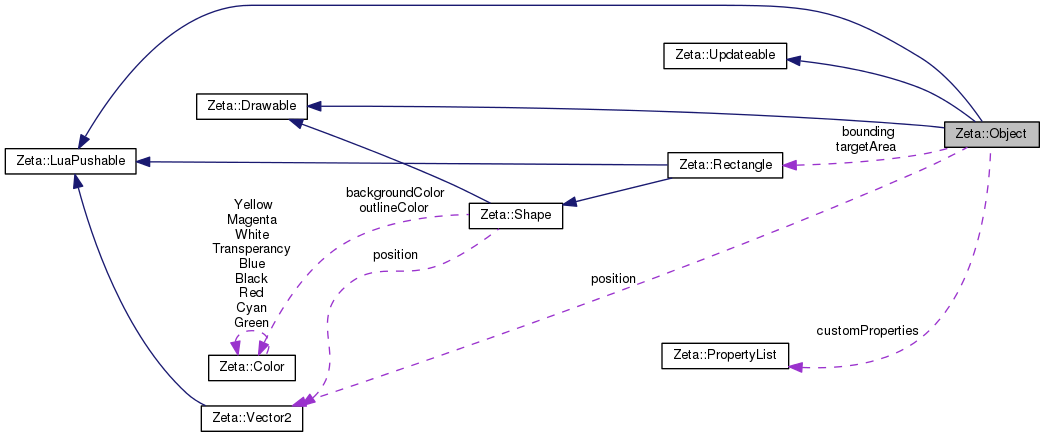 Zeta::Updateable
Zeta::Drawable
Zeta::Object
bounding
targetArea
Zeta::LuaPushable
Zeta::Rectangle
backgroundColor
outlineColor
Zeta::Shape
Yellow
Magenta
White
Transperancy
Blue
Black
Red
Cyan
Green
position
position
customProperties
Zeta::Color
Zeta::PropertyList
Zeta::Vector2